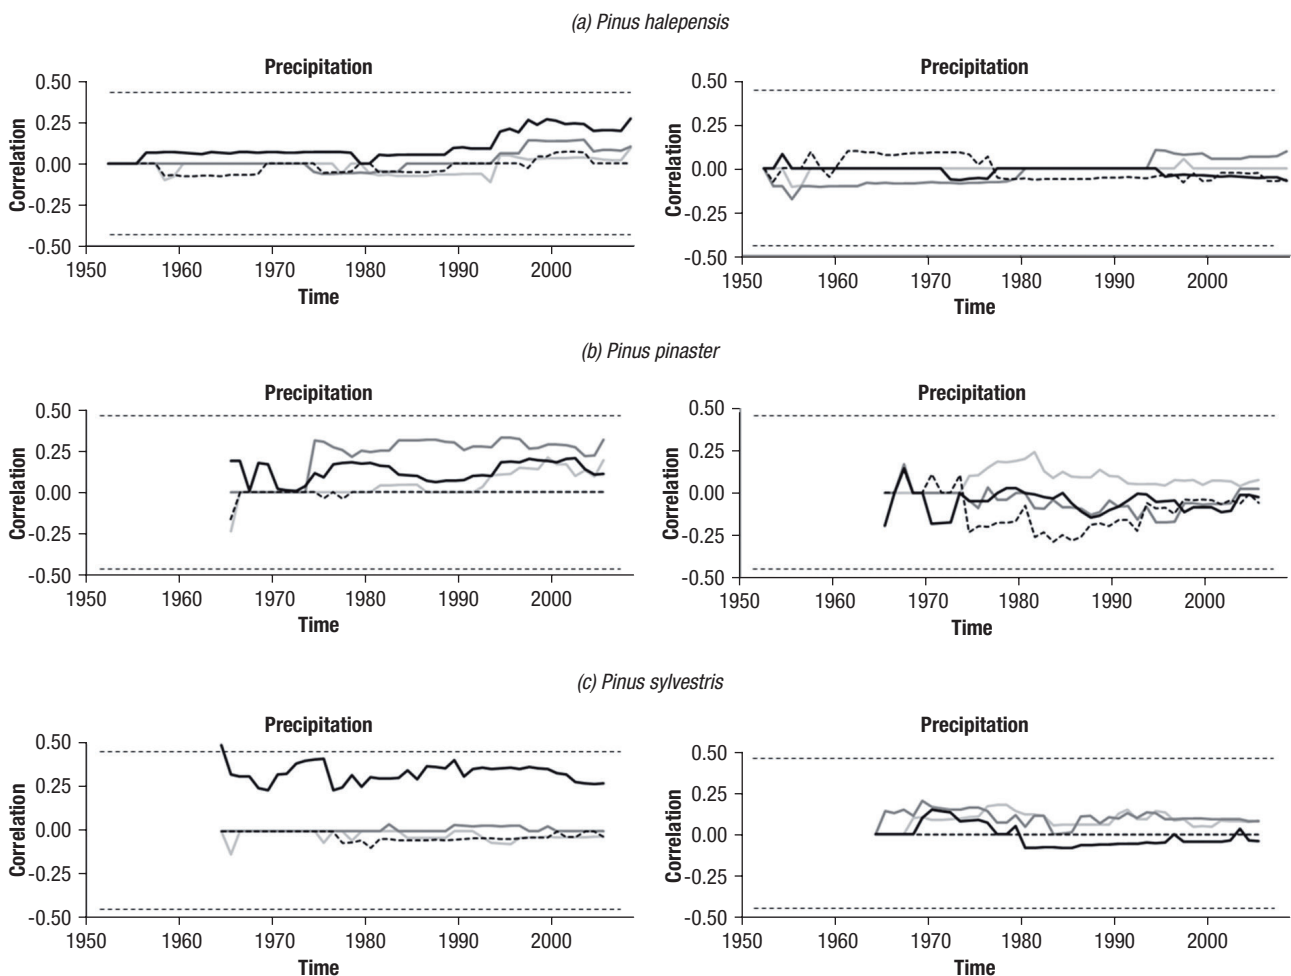 (a) Pinus halepensis
Precipitation
0.50
0.25
0.00
-0.25
-0.50
Correlation
1950 1960 1970 1980 1990 2000
Time
Precipitation
0.50
0.25
0.00
-0.25
-0.50
Correlation
1950 1960 1970 1980 1990 2000
Time
(b) Pinus pinaster
Precipitation
0.50
0.25
0.00
-0.25
-0.50
Correlation
1950 1960 1970 1980 1990 2000
Time
Precipitation
0.50
0.25
0.00
-0.25
-0.50
Correlation
1950 1960 1970 1980 1990 2000
Time
(c) Pinus sylvestris
Precipitation
0.50
0.25
0.00
-0.25
-0.50
Correlation
1950 1960 1970 1980 1990 2000
Time
Precipitation
0.50
0.25
0.00
-0.25
-0.50
Correlation
1950 1960 1970 1980 1990 2000
Time